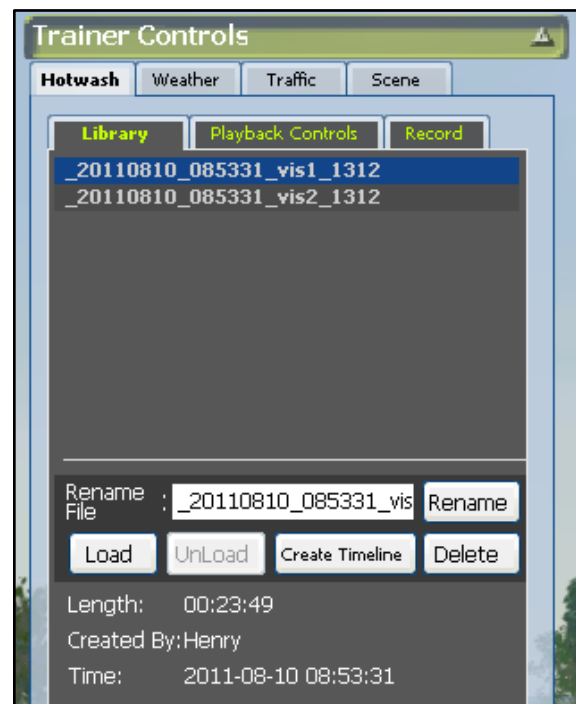 Trainer Controls
Hotwash Weather Traffic Scene
Library Playback Controls Record
_20110810_085331_vis1_1312
_20110810_085331_vis2_1312
Rename File : _20110810_085331_vis Rename
Load UnLoad Create Timeline Delete
Length: 00:23:49
Created By:Henry
Time: 2011-08-10 08:53:31